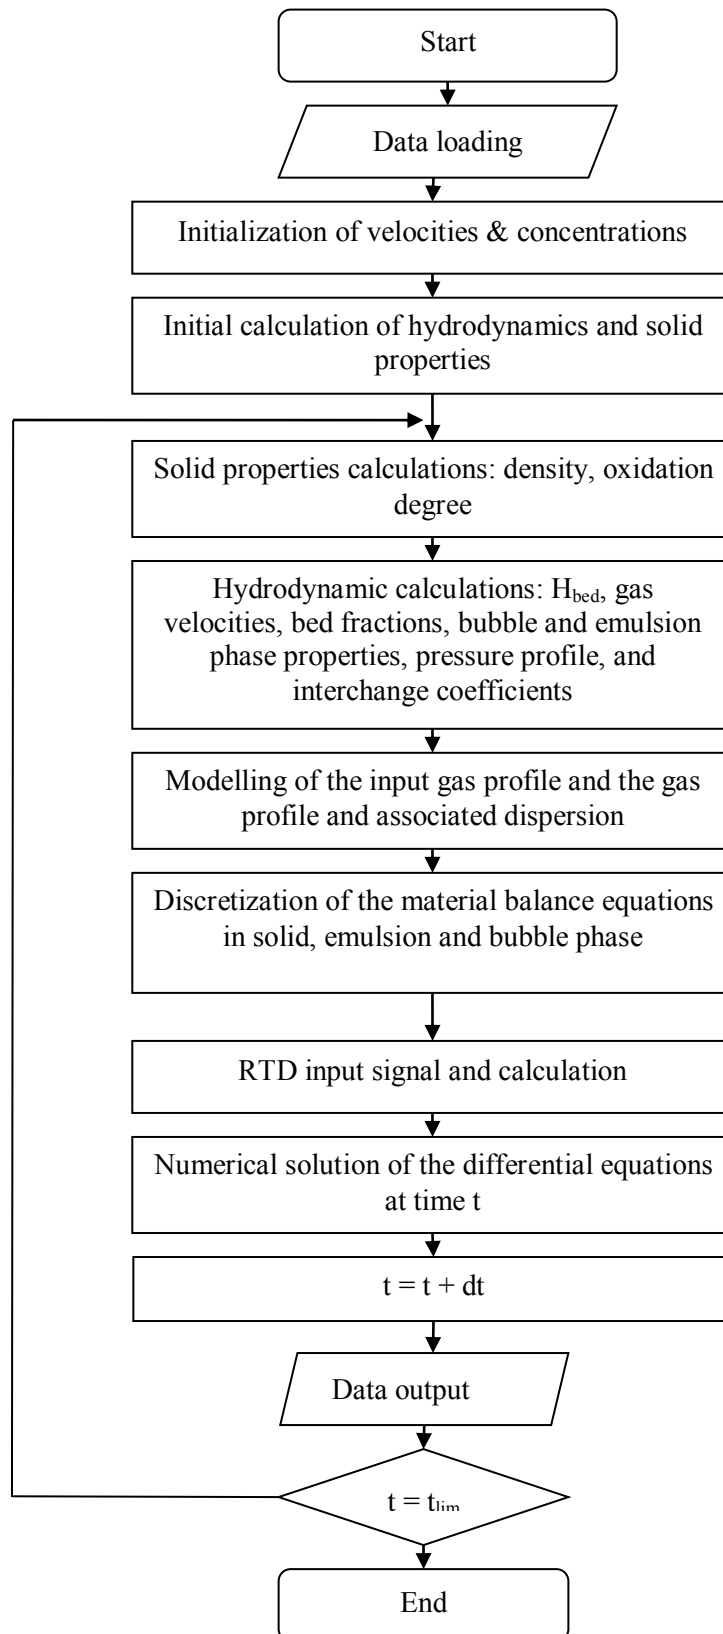 Start
Data loading
Initialization of velocities & concentrations
Initial calculation of hydrodynamics and solid
properties
Solid properties calculations: density, oxidation
degree
Hydrodynamic calculations: H_bed, gas
velocities, bed fractions, bubble and emulsion
phase properties, pressure profile, and
interchange coefficients
Modelling of the input gas profile and the gas
profile and associated dispersion
Discretization of the material balance equations
in solid, emulsion and bubble phase
RTD input signal and calculation
Numerical solution of the differential equations
at time t
t = t + dt
Data output
t = t_lim
End